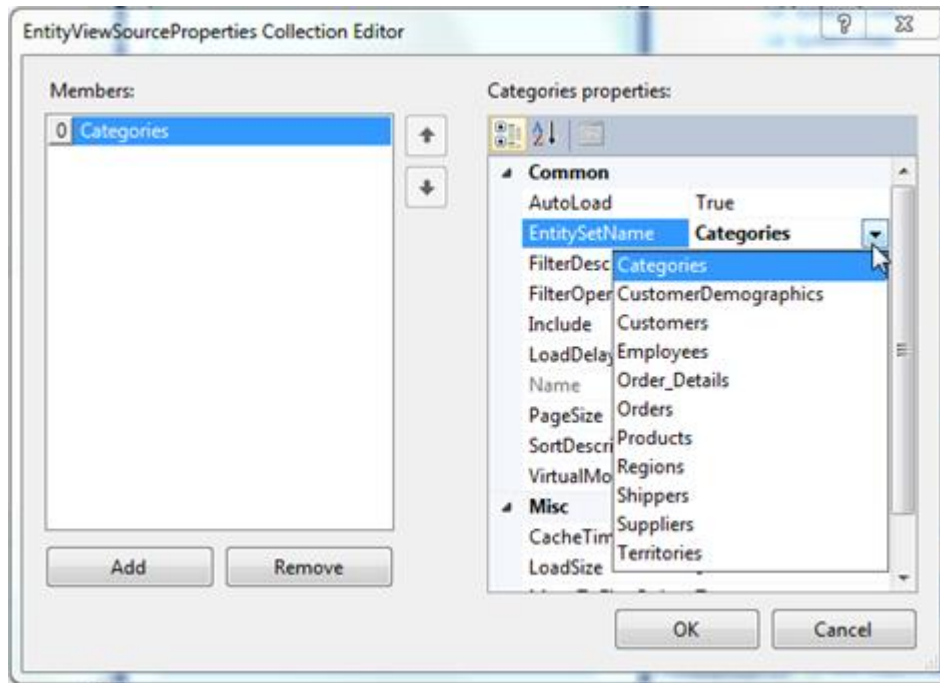 EntityViewSourceProperties Collection Editor
Members:
0 Categories
Add
Remove
Categories properties:
Common
AutoLoad True
EntitySetName Categories
FilterDesc
FilterOper
Include
LoadDelay
Name
PageSize
SortDescri
VirtualMo
Misc
CacheTim
LoadSize
Categories
CustomerDemographics
Customers
Employees
Order_Details
Orders
Products
Regions
Shippers
Suppliers
Territories
OK
Cancel